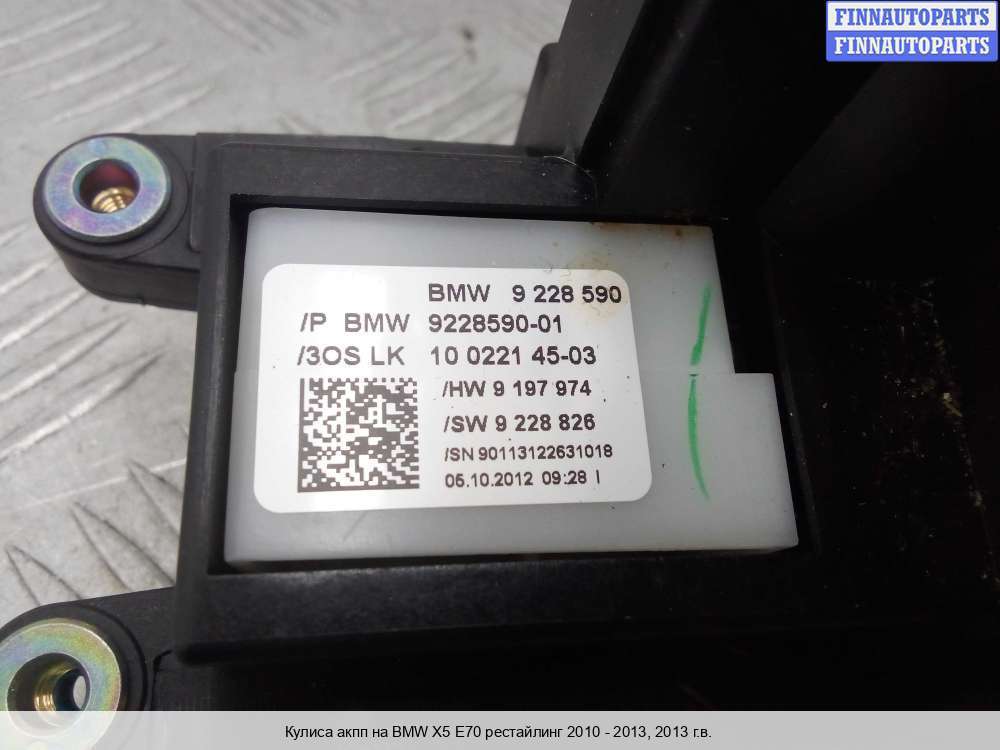 FINNAUTOPARTS
FINNAUTOPARTS
BMW 9 228 590
/P BMW 9228590-01
/3OS LK 10 0221 45-03
/HW 9 197 974
/SW 9 228 826
/SN 90113122631018
05.10.2012 09:28 I
Кулиса акпп на BMW X5 E70 рестайлинг 2010 - 2013, 2013 г.в.